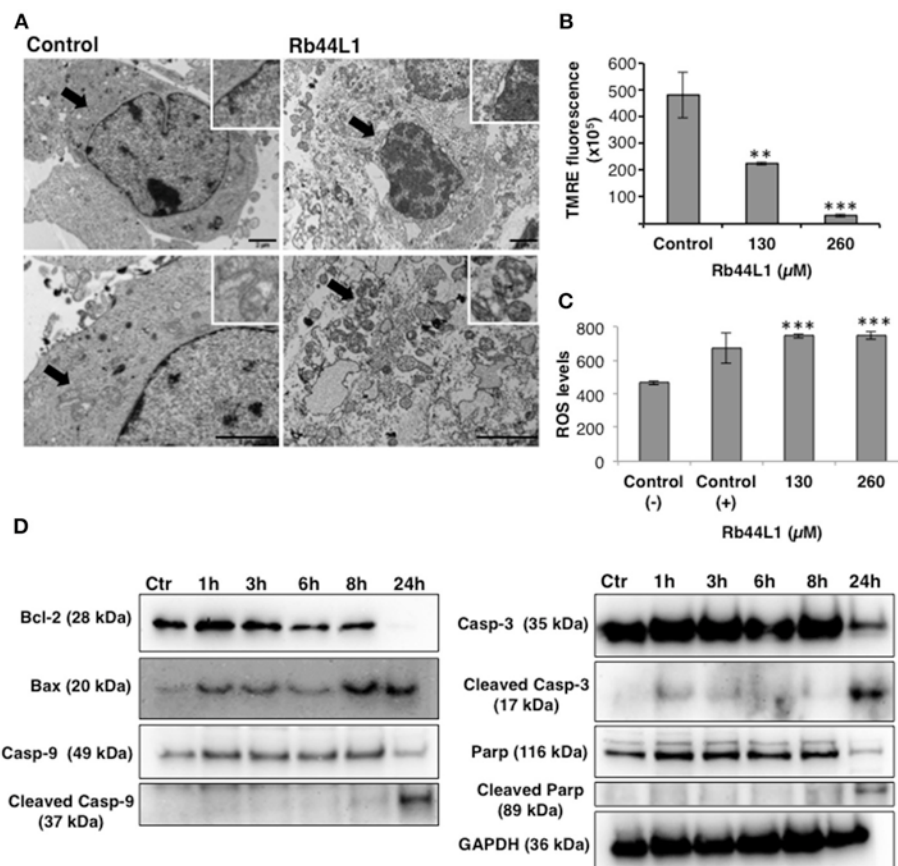 A
Control
Rb44L1
B
TMRE fluorescence
(x10⁵)
600
500
400
300
200
100
**
***
Control
130
260
Rb44L1 (µM)
C
ROS levels
800
600
400
200
0
***
***
Control
(-)
Control
(+)
130
260
Rb44L1 (µM)
D
Ctr 1h 3h 6h 8h 24h
Bcl-2 (28 kDa)
Bax (20 kDa)
Casp-9 (49 kDa)
Cleaved Casp-9
(37 kDa)
Ctr 1h 3h 6h 8h 24h
Casp-3 (35 kDa)
Cleaved Casp-3
(17 kDa)
Parp (116 kDa)
Cleaved Parp
(89 kDa)
GAPDH (36 kDa)